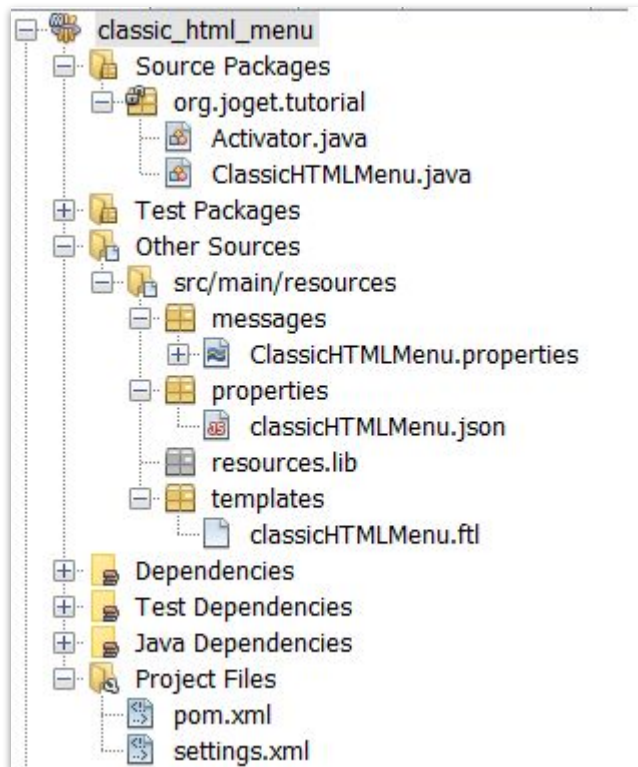 classic_html_menu
Source Packages
org.joget.tutorial
Activator.java
ClassicHTMLMenu.java
Test Packages
Other Sources
src/main/resources
messages
ClassicHTMLMenu.properties
properties
classicHTMLMenu.json
resources.lib
templates
classicHTMLMenu.ftl
Dependencies
Test Dependencies
Java Dependencies
Project Files
pom.xml
settings.xml